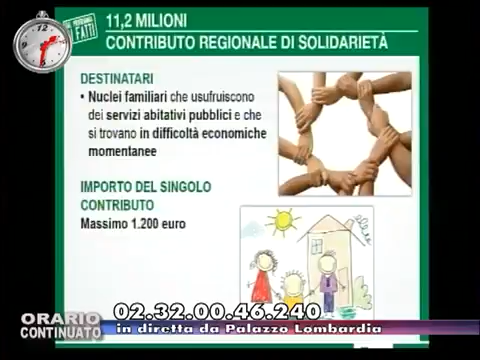 FATTI
11,2 MILIONI
CONTRIBUTO REGIONALE DI SOLIDARIETÀ
DESTINATARI
• Nuclei familiari che usufruiscono
dei servizi abitativi pubblici e che
si trovano in difficoltà economiche
momentanee
IMPORTO DEL SINGOLO
CONTRIBUTO
Massimo 1.200 euro
02.32.00.46.240
ORARIO
CONTINUATO
in diretta da Palazzo Lombardia